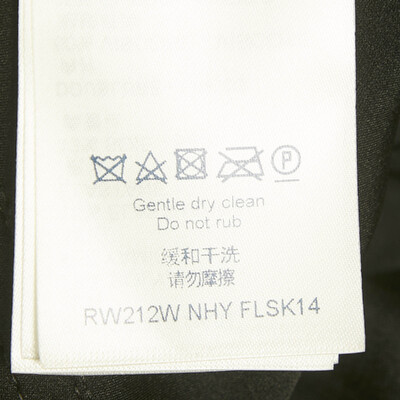 P
Gentle dry clean
Do not rub
缓和干洗
请勿摩擦
RW212W NHY FLSK14